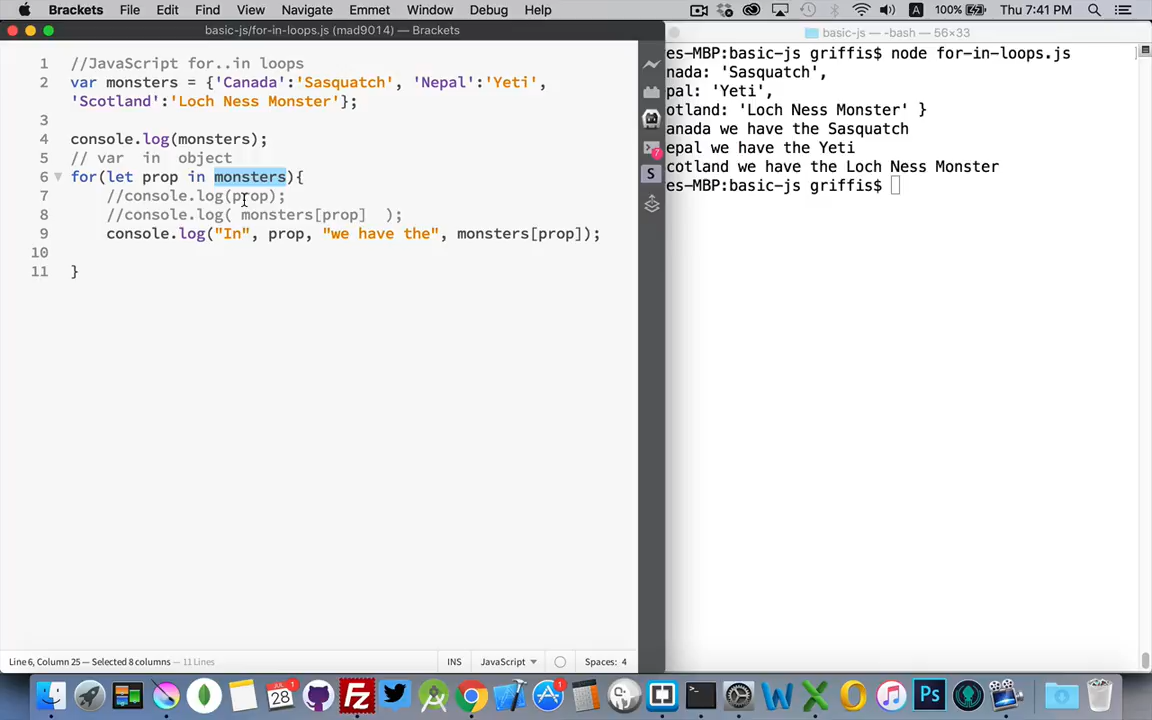 Brackets File Edit Find View Navigate Emmet Window Debug Help 100% Thu 7:41 PM
basic-js/for-in-loops.js (mad9014) — Brackets
basic-js — -bash — 56×33
1 //JavaScript for..in loops
2 var monsters = {'Canada':'Sasquatch', 'Nepal':'Yeti',
'Scotland':'Loch Ness Monster'};
3
4 console.log(monsters);
5 // var in object
6 for(let prop in monsters){
7 //console.log(prop);
8 //console.log( monsters[prop] );
9 console.log("In", prop, "we have the", monsters[prop]);
10
11 }
es-MBP:basic-js griffis$ node for-in-loops.js
nada: 'Sasquatch',
pal: 'Yeti',
otland: 'Loch Ness Monster' }
anada we have the Sasquatch
epal we have the Yeti
cotland we have the Loch Ness Monster
es-MBP:basic-js griffis$
Line 6, Column 25 — Selected 8 columns — 11 Lines
INS JavaScript Spaces: 4